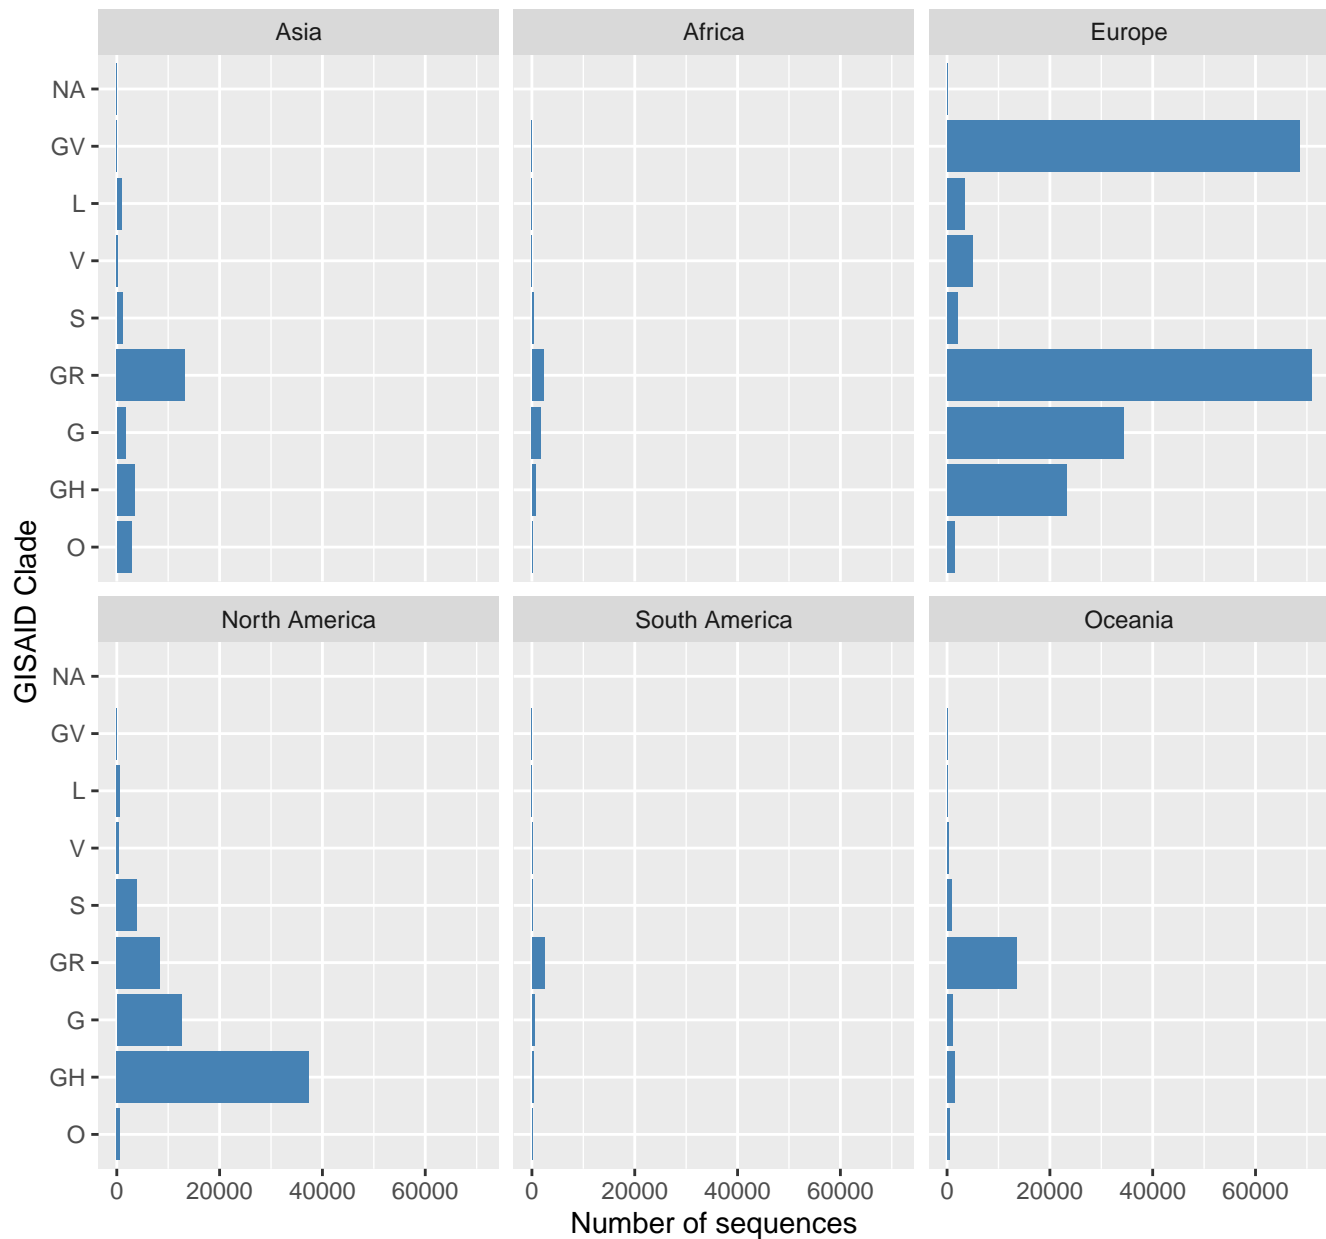 Asia
Africa
Europe
NA
GV
L
V
S
GR
G
GH
O
GISAID Clade
North America
South America
Oceania
NA
GV
L
V
S
GR
G
GH
O
0 20000 40000 60000
0 20000 40000 60000
0 20000 40000 60000
Number of sequences